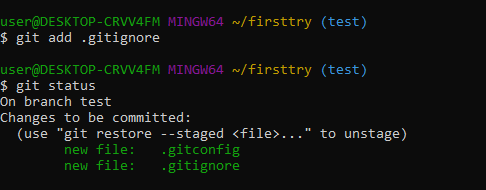 user@DESKTOP-CRVV4FM MINGW64 ~/firsttry (test)
$ git add .gitignore
user@DESKTOP-CRVV4FM MINGW64 ~/firsttry (test)
$ git status
On branch test
Changes to be committed:
  (use "git restore --staged <file>..." to unstage)
        new file:   .gitconfig
        new file:   .gitignore